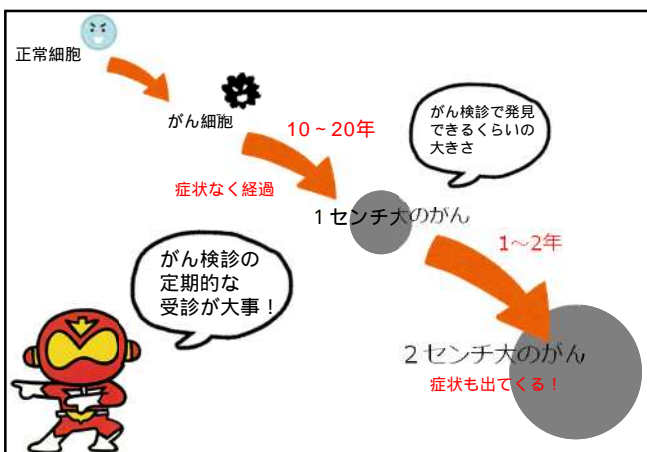 正常細胞
がん細胞
10～20年
症状なく経過
がん検診で発見
できるくらいの
大きさ
1センチ大のがん
1～2年
がん検診の
定期的な
受診が大事！
2センチ大のがん
症状も出てくる！